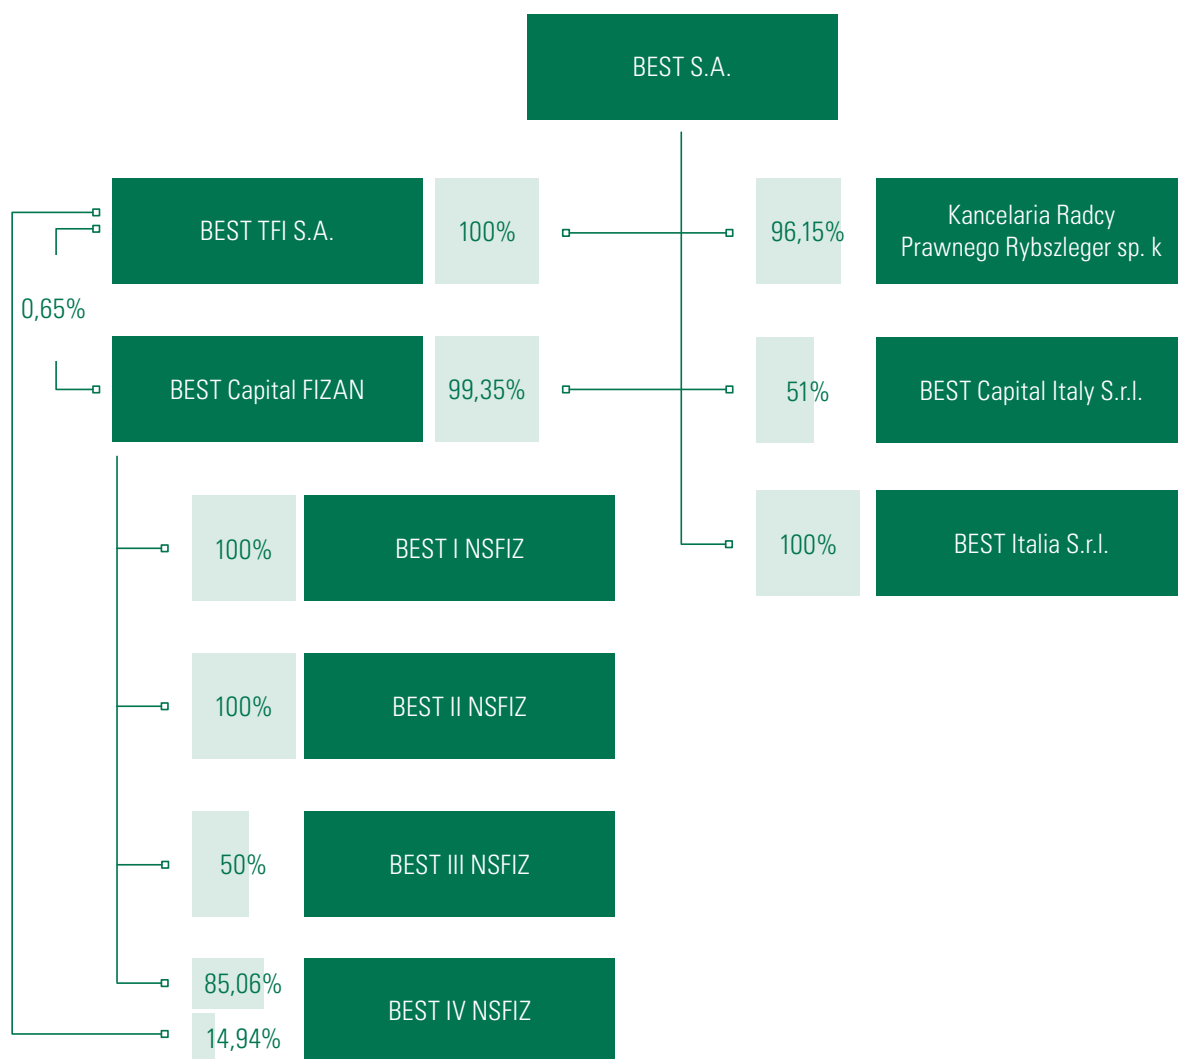 BEST S.A.
BEST TFI S.A.
100%
96,15%
Kancelaria Radcy
Prawnego Rybszleger sp. k
0,65%
BEST Capital FIZAN
99,35%
51%
BEST Capital Italy S.r.l.
100%
BEST I NSFIZ
100%
BEST Italia S.r.l.
100%
BEST II NSFIZ
50%
BEST III NSFIZ
85,06%
14,94%
BEST IV NSFIZ